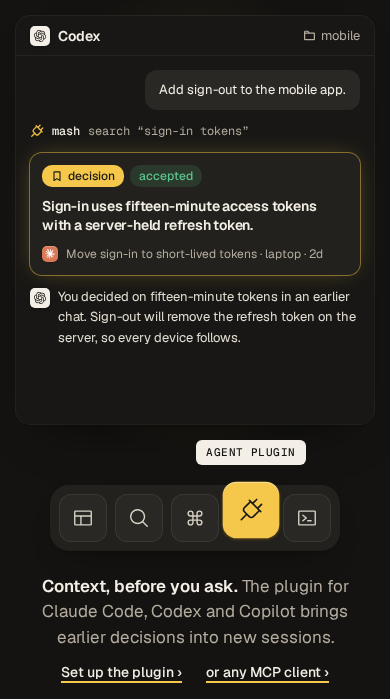 Codex
mobile
Add sign-out to the mobile app.
mash search “sign-in tokens”
decision
accepted
Sign-in uses fifteen-minute access tokens
with a server-held refresh token.
Move sign-in to short-lived tokens · laptop · 2d
You decided on fifteen-minute tokens in an earlier
chat. Sign-out will remove the refresh token on the
server, so every device follows.
AGENT PLUGIN
Context, before you ask. The plugin for
Claude Code, Codex and Copilot brings
earlier decisions into new sessions.
Set up the plugin ›
or any MCP client ›